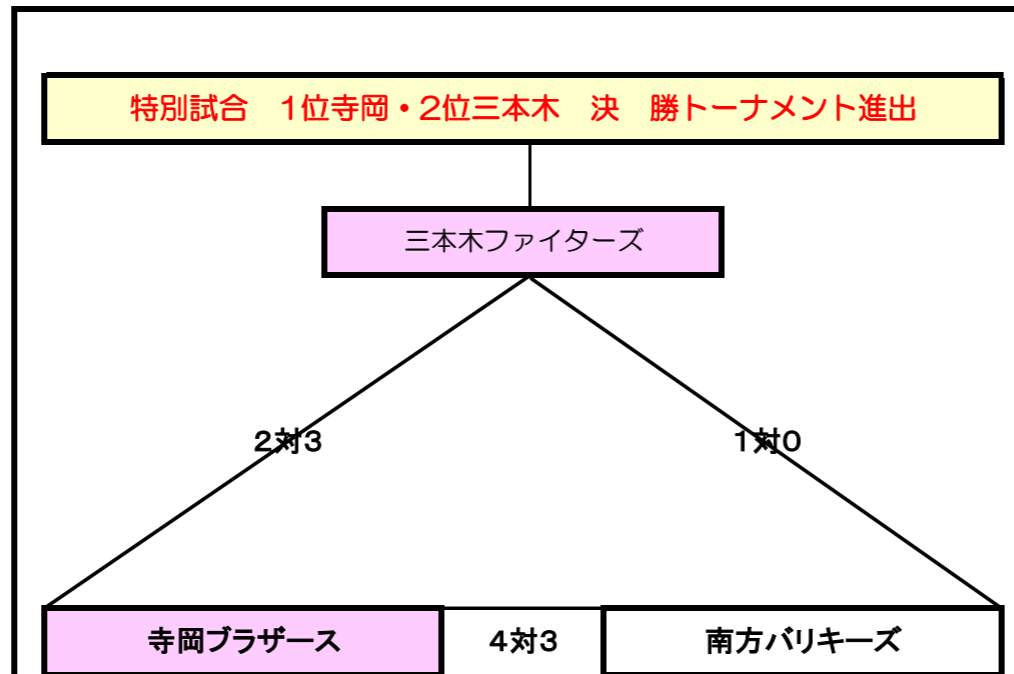 特別試合　1位寺岡・2位三本木　決　勝トーナメント進出
三本木ファイターズ
2対3
1対0
寺岡ブラザース
4対3
南方バリキーズ